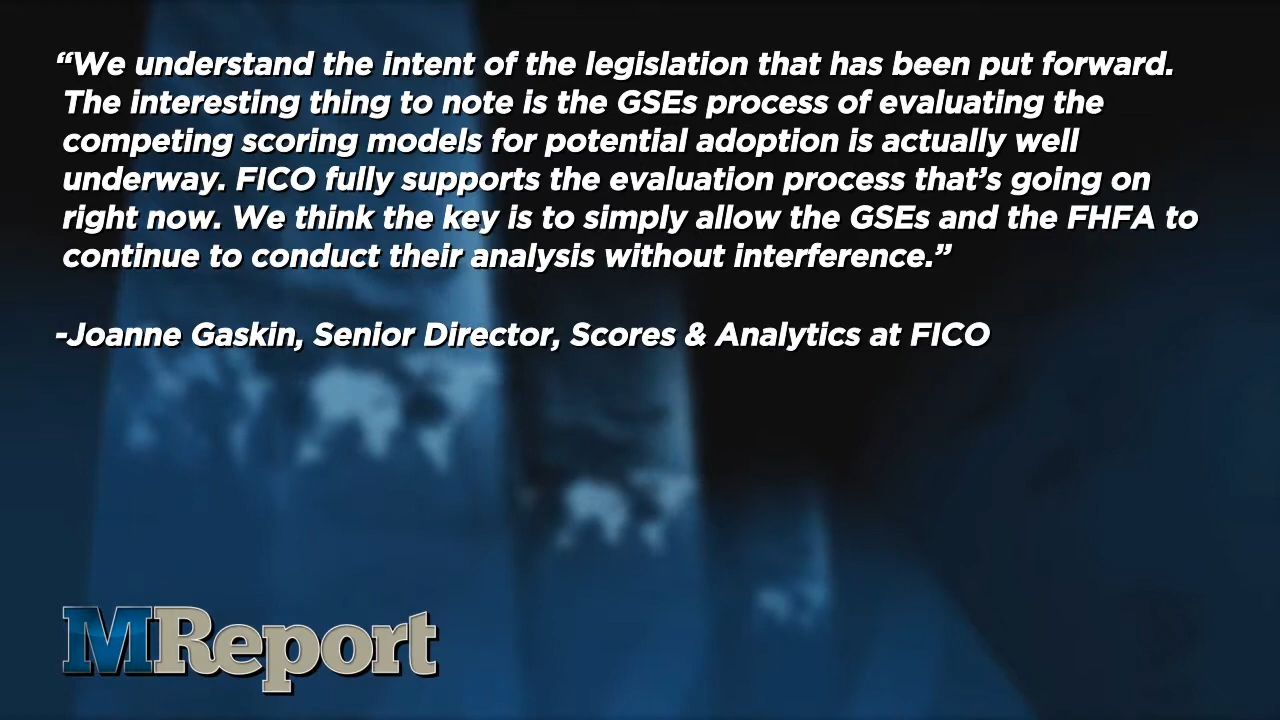 “We understand the intent of the legislation that has been put forward.
The interesting thing to note is the GSEs process of evaluating the
competing scoring models for potential adoption is actually well
underway. FICO fully supports the evaluation process that’s going on
right now. We think the key is to simply allow the GSEs and the FHFA to
continue to conduct their analysis without interference.”
-Joanne Gaskin, Senior Director, Scores & Analytics at FICO
MReport